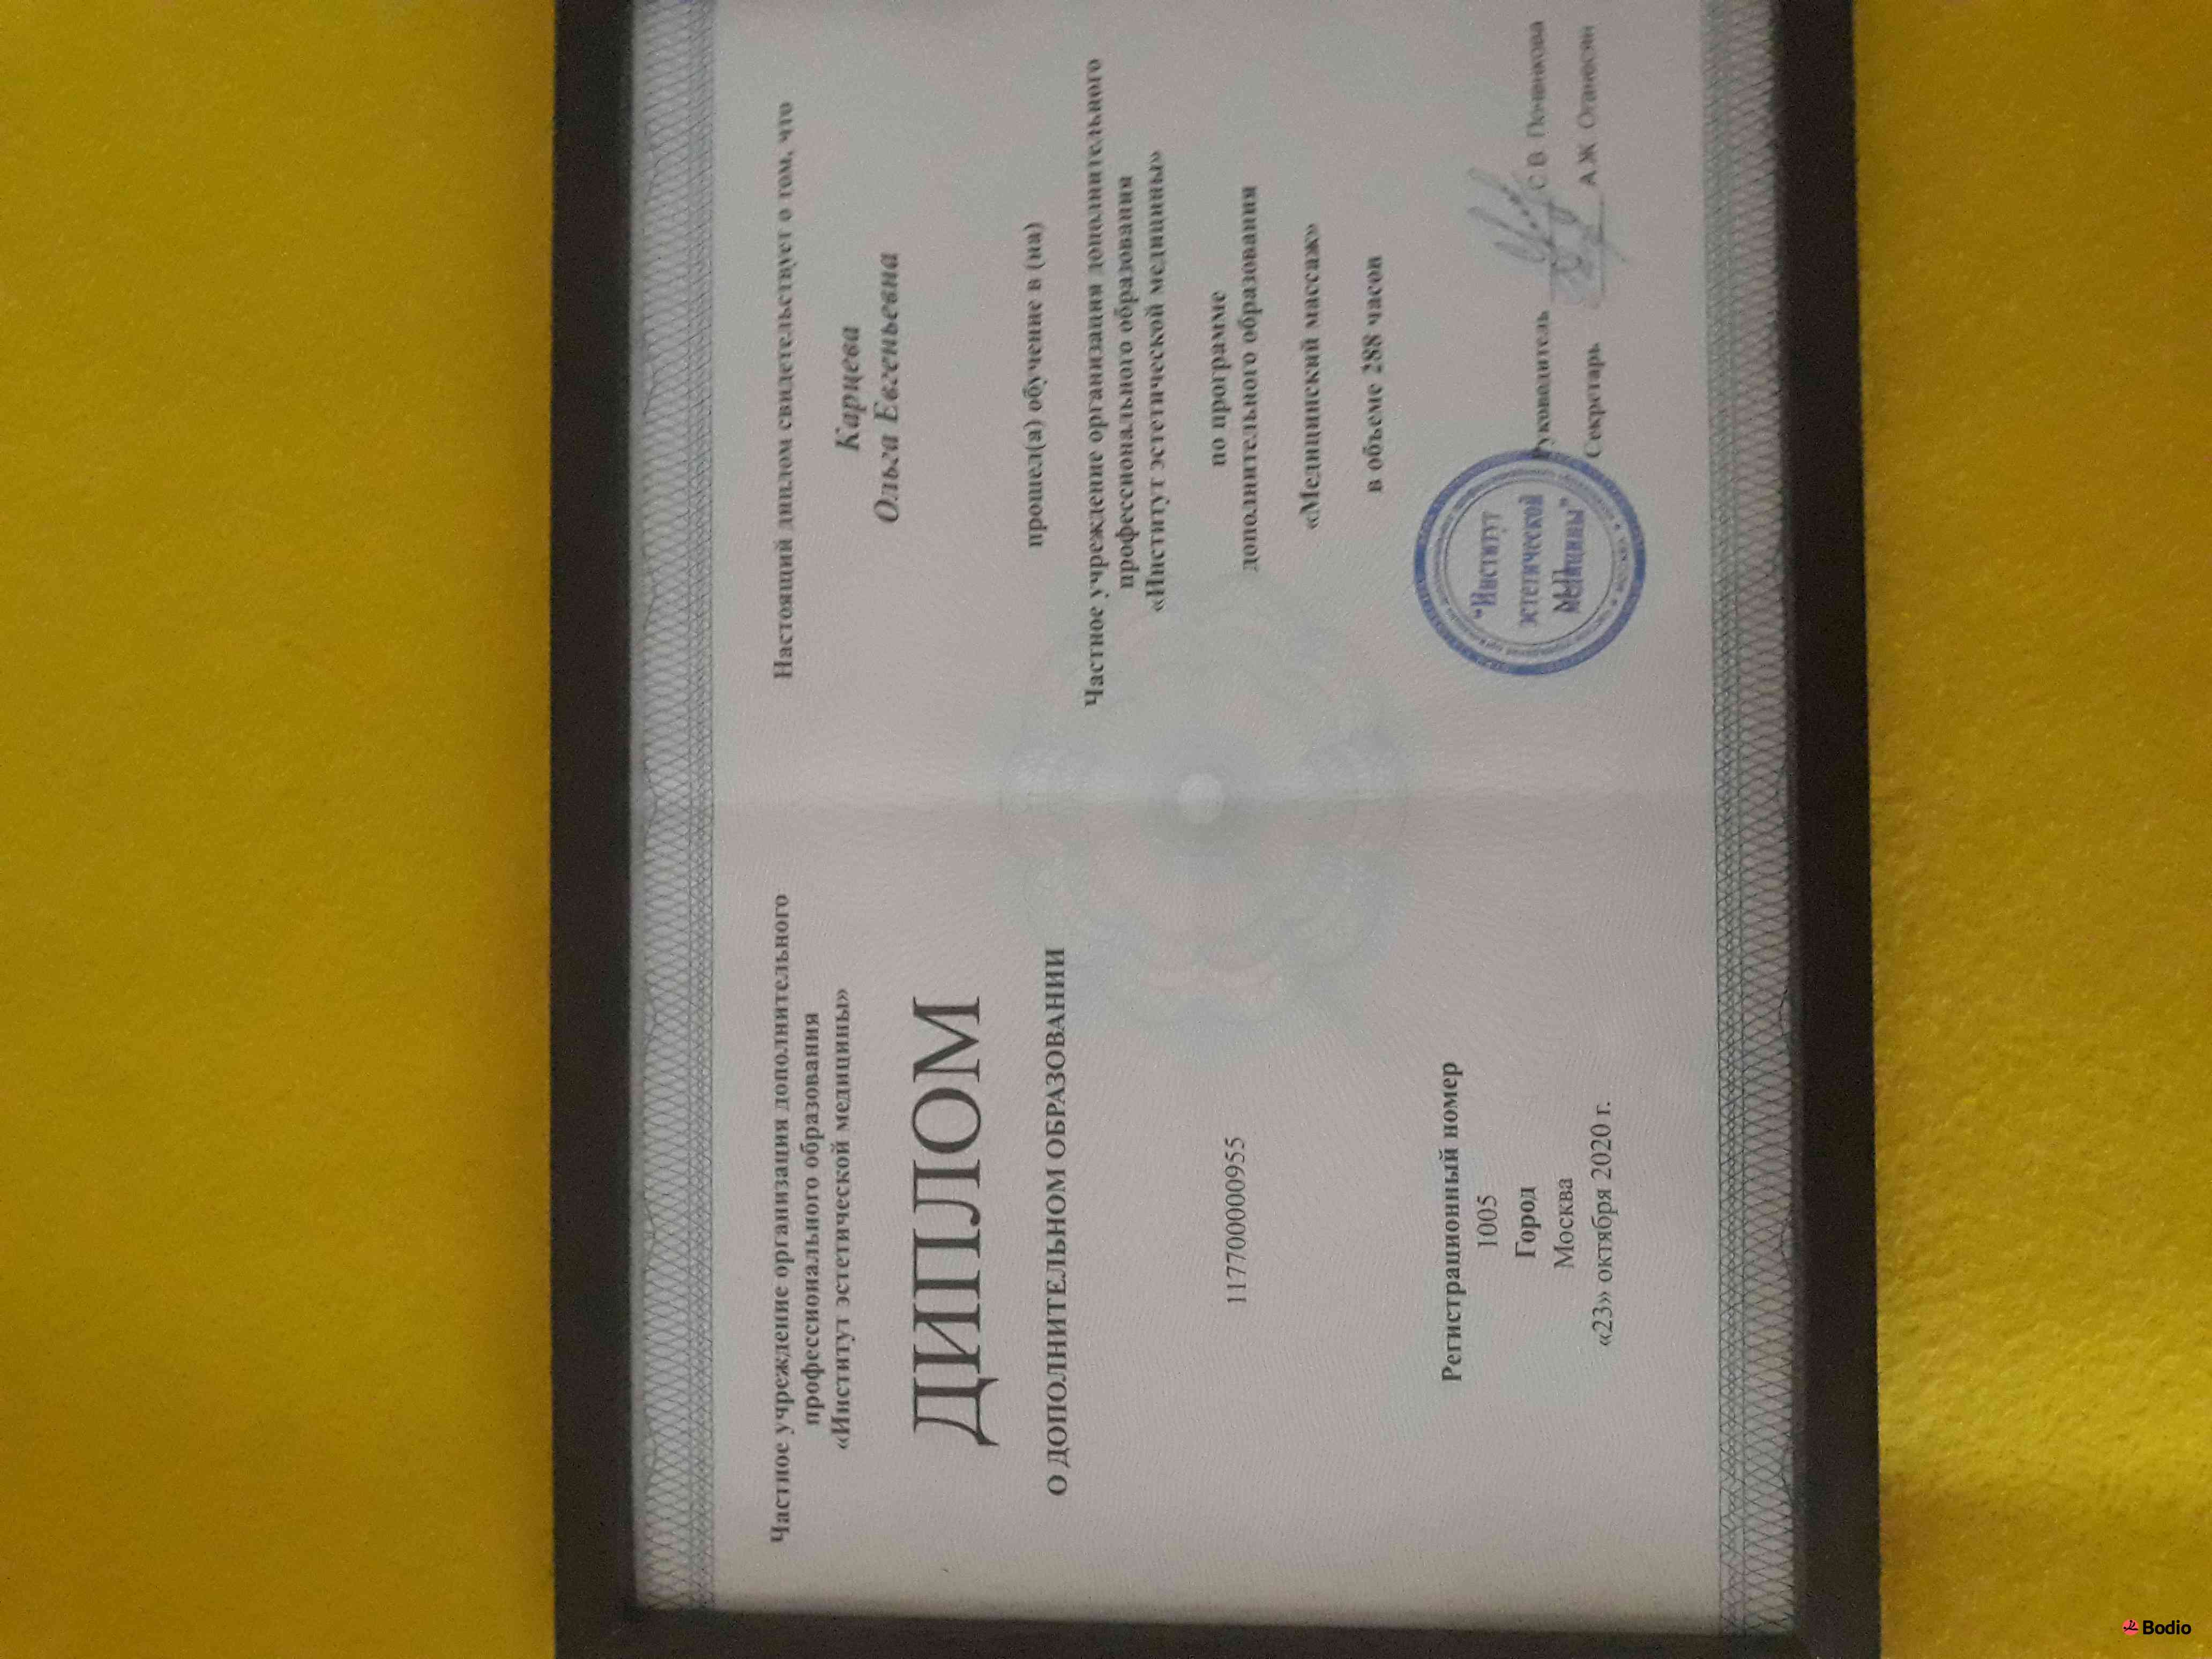 Частное учреждение организация дополнительного
профессионального образования
«Институт эстетической медицины»
ДИПЛОМ
О ДОПОЛНИТЕЛЬНОМ ОБРАЗОВАНИИ
117700000955
Регистрационный номер
1005
Город
Москва
«23» октября 2020 г.
Настоящий диплом свидетельствует о том, что
Карцева
Ольга Евгеньевна
прошел(а) обучение в (на)
Частное учреждение организация дополнительного
профессионального образования
«Институт эстетической медицины»
по программе
дополнительного образования
«Медицинский массаж»
в объеме 288 часов
"Институт
эстетической
медицины"
Руководитель С В
Секретарь А Ж Оганисян
Bodio